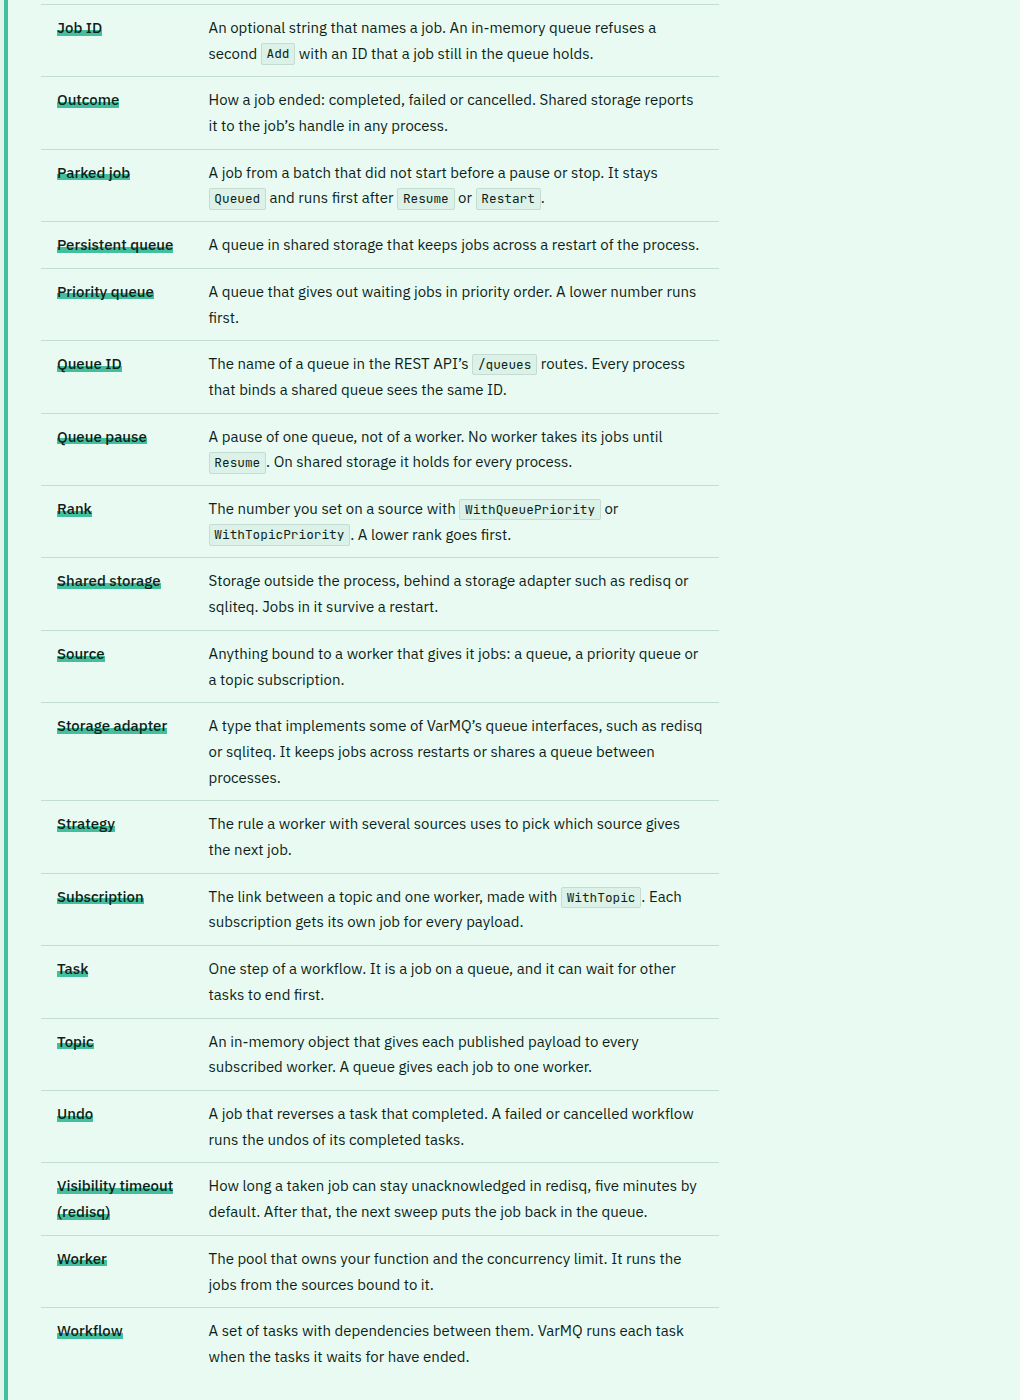 Job ID
An optional string that names a job. An in-memory queue refuses a
second Add with an ID that a job still in the queue holds.
Outcome
How a job ended: completed, failed or cancelled. Shared storage reports
it to the job’s handle in any process.
Parked job
A job from a batch that did not start before a pause or stop. It stays
Queued and runs first after Resume or Restart.
Persistent queue
A queue in shared storage that keeps jobs across a restart of the process.
Priority queue
A queue that gives out waiting jobs in priority order. A lower number runs
first.
Queue ID
The name of a queue in the REST API’s /queues routes. Every process
that binds a shared queue sees the same ID.
Queue pause
A pause of one queue, not of a worker. No worker takes its jobs until
Resume. On shared storage it holds for every process.
Rank
The number you set on a source with WithQueuePriority or
WithTopicPriority. A lower rank goes first.
Shared storage
Storage outside the process, behind a storage adapter such as redisq or
sqliteq. Jobs in it survive a restart.
Source
Anything bound to a worker that gives it jobs: a queue, a priority queue or
a topic subscription.
Storage adapter
A type that implements some of VarMQ’s queue interfaces, such as redisq
or sqliteq. It keeps jobs across restarts or shares a queue between
processes.
Strategy
The rule a worker with several sources uses to pick which source gives
the next job.
Subscription
The link between a topic and one worker, made with WithTopic. Each
subscription gets its own job for every payload.
Task
One step of a workflow. It is a job on a queue, and it can wait for other
tasks to end first.
Topic
An in-memory object that gives each published payload to every
subscribed worker. A queue gives each job to one worker.
Undo
A job that reverses a task that completed. A failed or cancelled workflow
runs the undos of its completed tasks.
Visibility timeout
(redisq)
How long a taken job can stay unacknowledged in redisq, five minutes by
default. After that, the next sweep puts the job back in the queue.
Worker
The pool that owns your function and the concurrency limit. It runs the
jobs from the sources bound to it.
Workflow
A set of tasks with dependencies between them. VarMQ runs each task
when the tasks it waits for have ended.